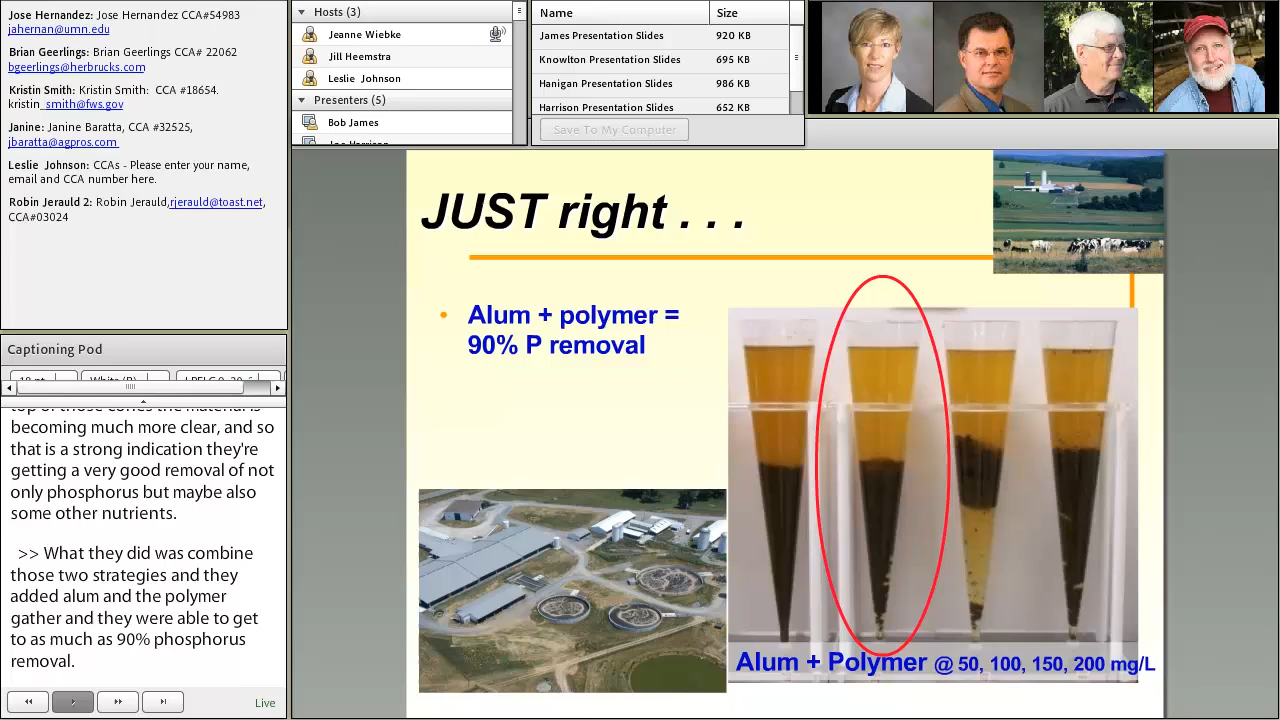 Jose Hernandez: Jose Hernandez CCA#54983
jahernan@umn.edu
Brian Geerlings: Brian Geerlings CCA# 22062
bgeerlings@herbrucks.com
Kristin Smith: Kristin Smith: CCA #18654.
kristin_smith@fws.gov
Janine: Janine Baratta, CCA #32525,
jbaratta@agpros.com
Leslie Johnson: CCAs - Please enter your name,
email and CCA number here.
Robin Jerauld 2: Robin Jerauld,rjerauld@toast.net,
CCA#03024
Hosts (3)
Jeanne Wiebke
Jill Heemstra
Leslie Johnson
Presenters (5)
Bob James
Name Size
James Presentation Slides 920 KB
Knowlton Presentation Slides 695 KB
Hanigan Presentation Slides 986 KB
Harrison Presentation Slides 652 KB
Save To My Computer
Captioning Pod
top of those cones the material is
becoming much more clear, and so
that is a strong indication they're
getting a very good removal of not
only phosphorus but maybe also
some other nutrients.
>> What they did was combine
those two strategies and they
added alum and the polymer
gather and they were able to get
to as much as 90% phosphorus
removal.
Live
JUST right . . .
• Alum + polymer =
90% P removal
Alum + Polymer @ 50, 100, 150, 200 mg/L